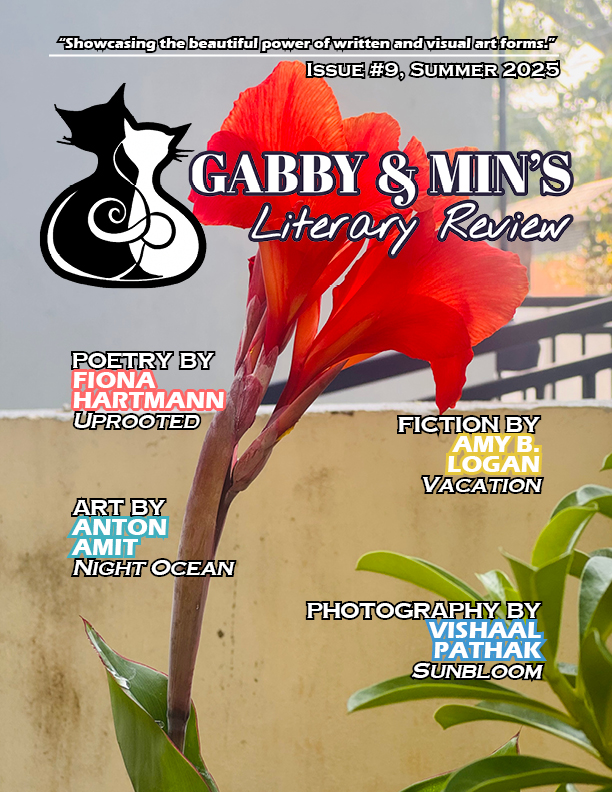 "Showcasing the beautiful power of written and visual art forms."
Issue #9, Summer 2025
GABBY & MIN'S
Literary Review
Poetry by
Fiona
Hartmann
Uprooted
Fiction by
Amy B.
Logan
Vacation
Art by
Anton
Amit
Night Ocean
Photography by
Vishaal
Pathak
Sunbloom